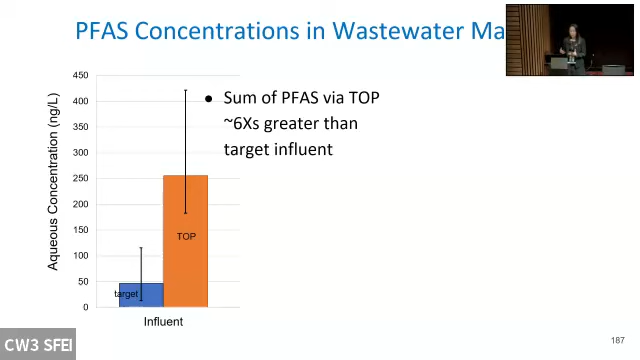 PFAS Concentrations in Wastewater Ma
450
400
350
300
250
200
150
100
50
0
Aqueous Concentration (ng/L)
target
TOP
Influent
● Sum of PFAS via TOP
~6Xs greater than
target influent
CW3 SFEI
187